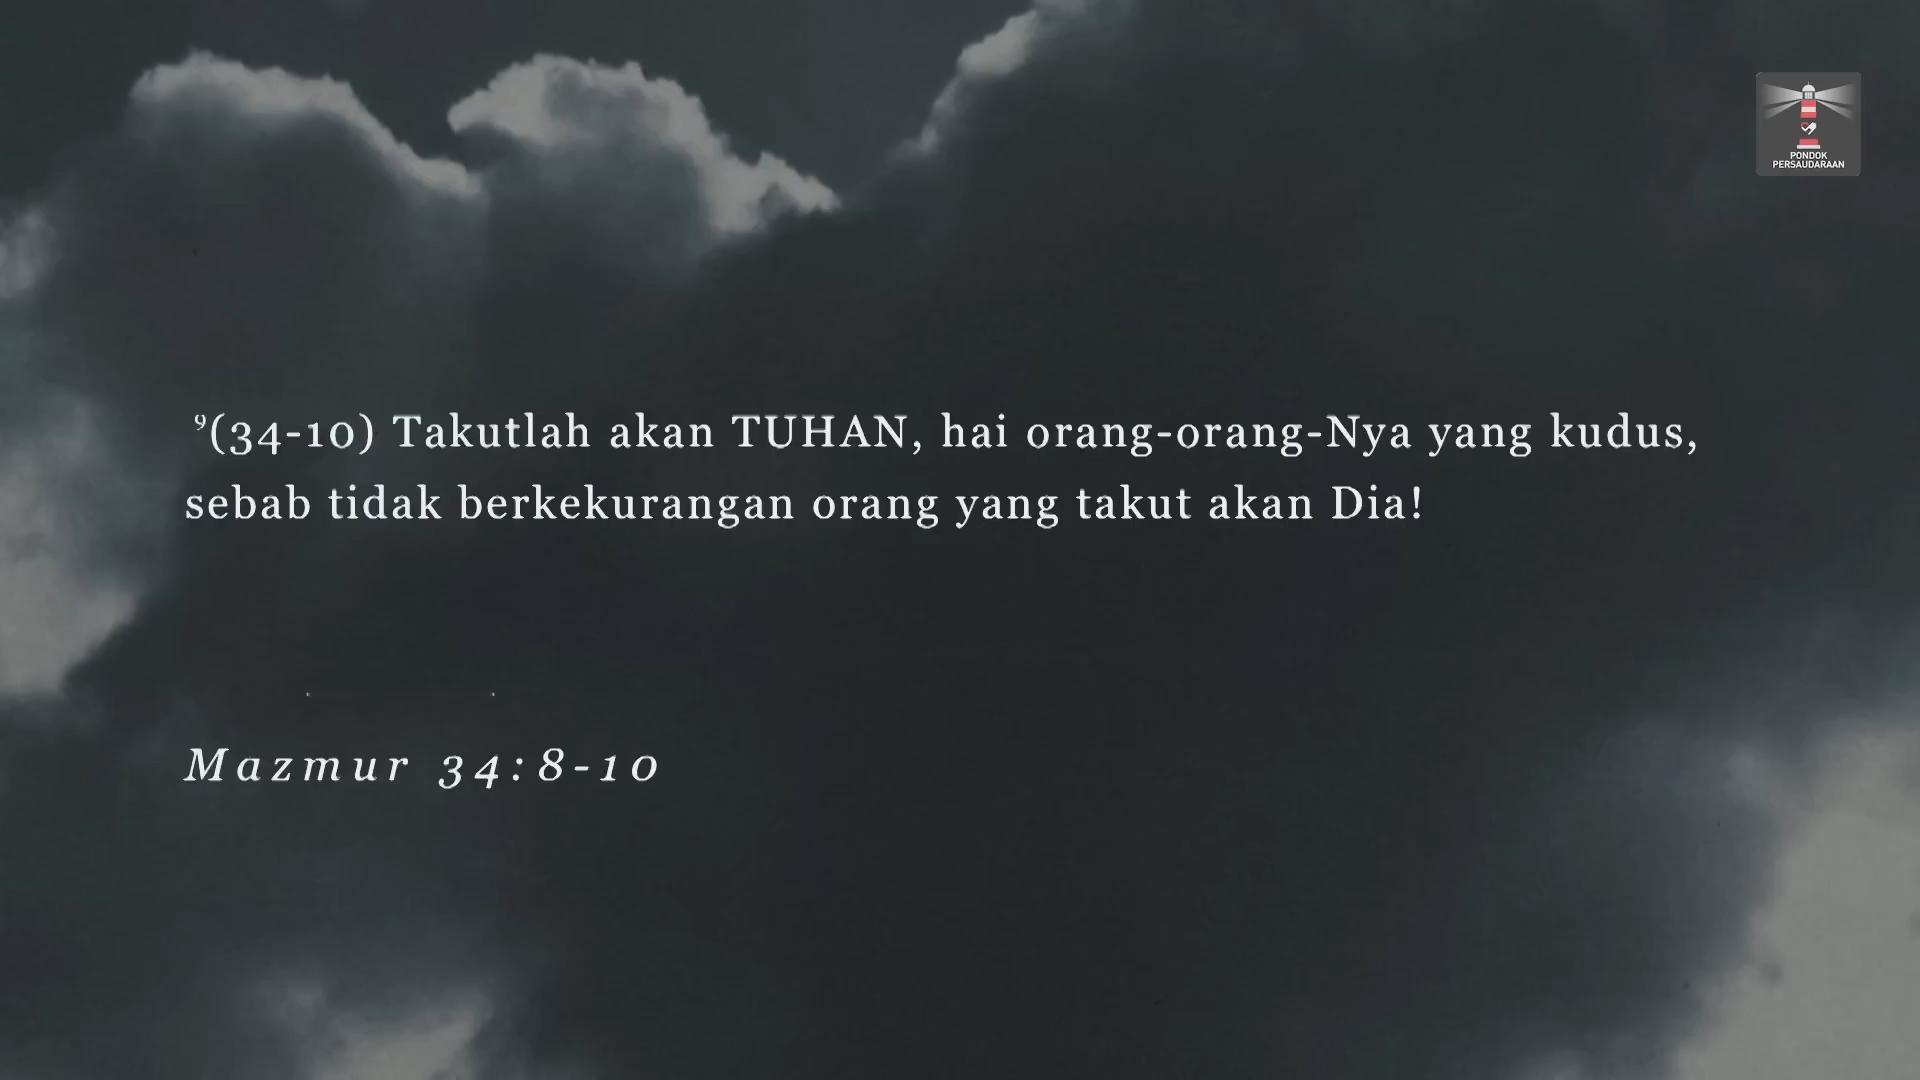 ⁹(34-10) Takutlah akan TUHAN, hai orang-orang-Nya yang kudus,
sebab tidak berkekurangan orang yang takut akan Dia!
Mazmur 34:8-10
PONDOK
PERSAUDARAAN